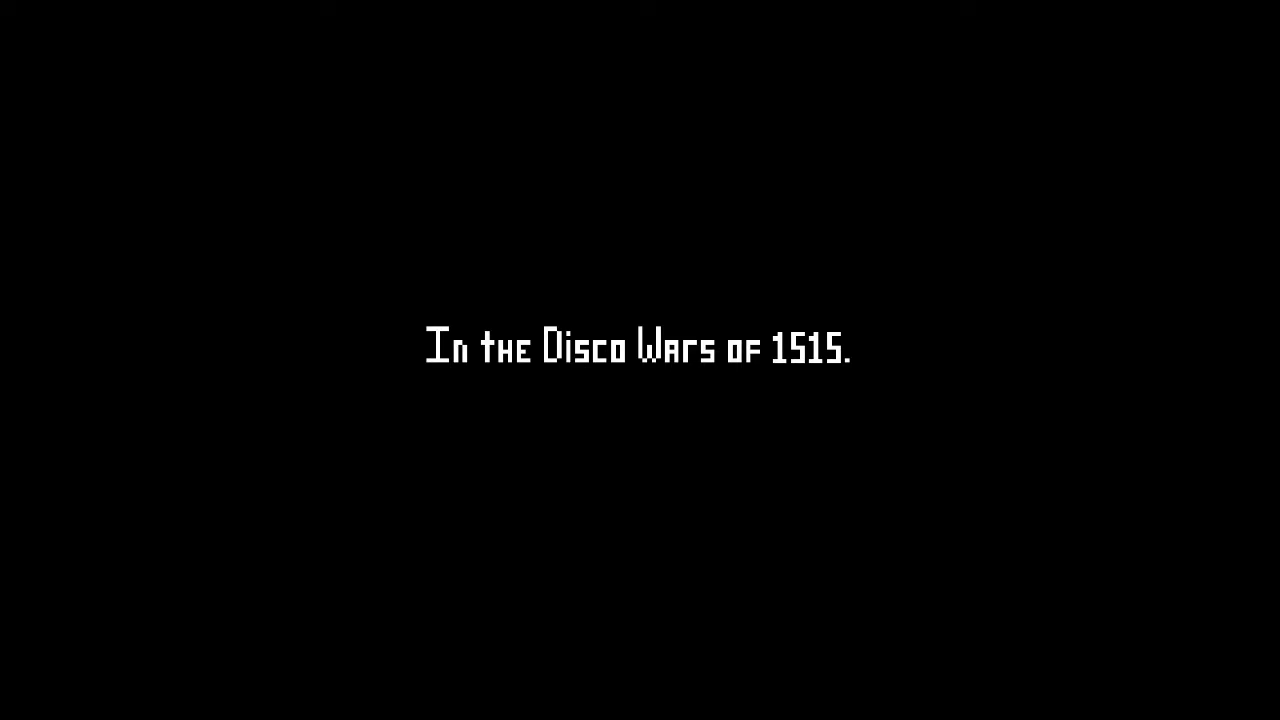 In the Disco Wars of 1515.